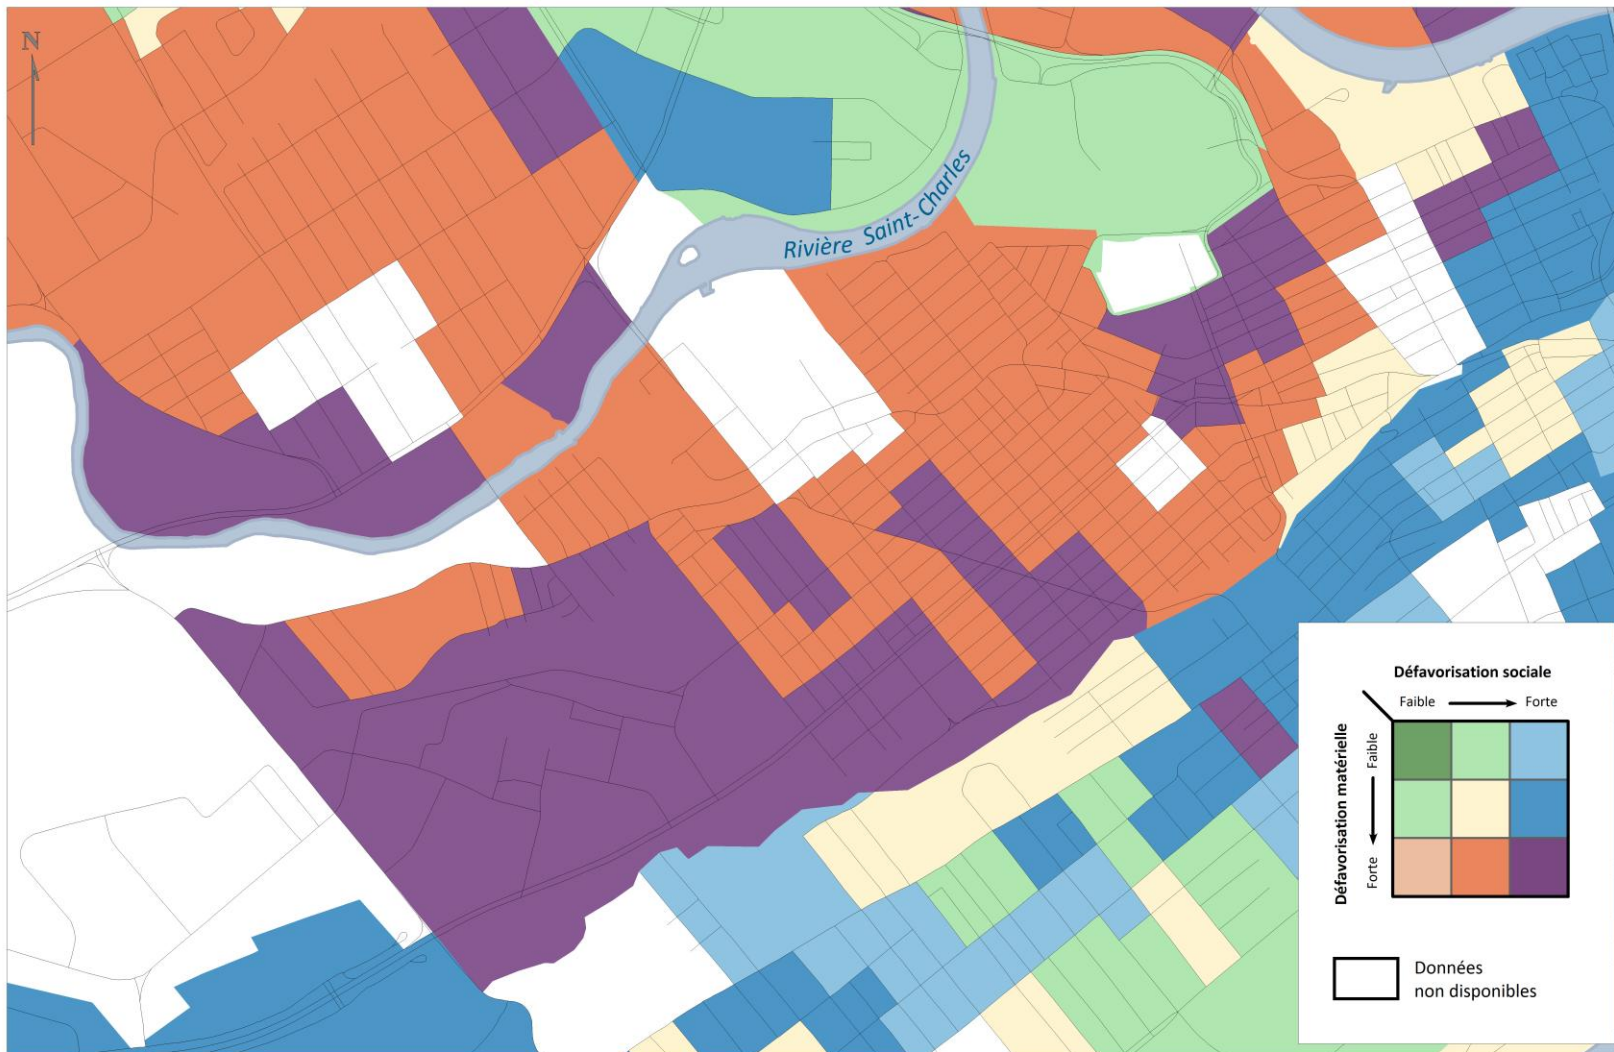 N
Rivière Saint-Charles
Défavorisation sociale
Faible Forte
Défavorisation matérielle
Faible
Forte
Données
non disponibles